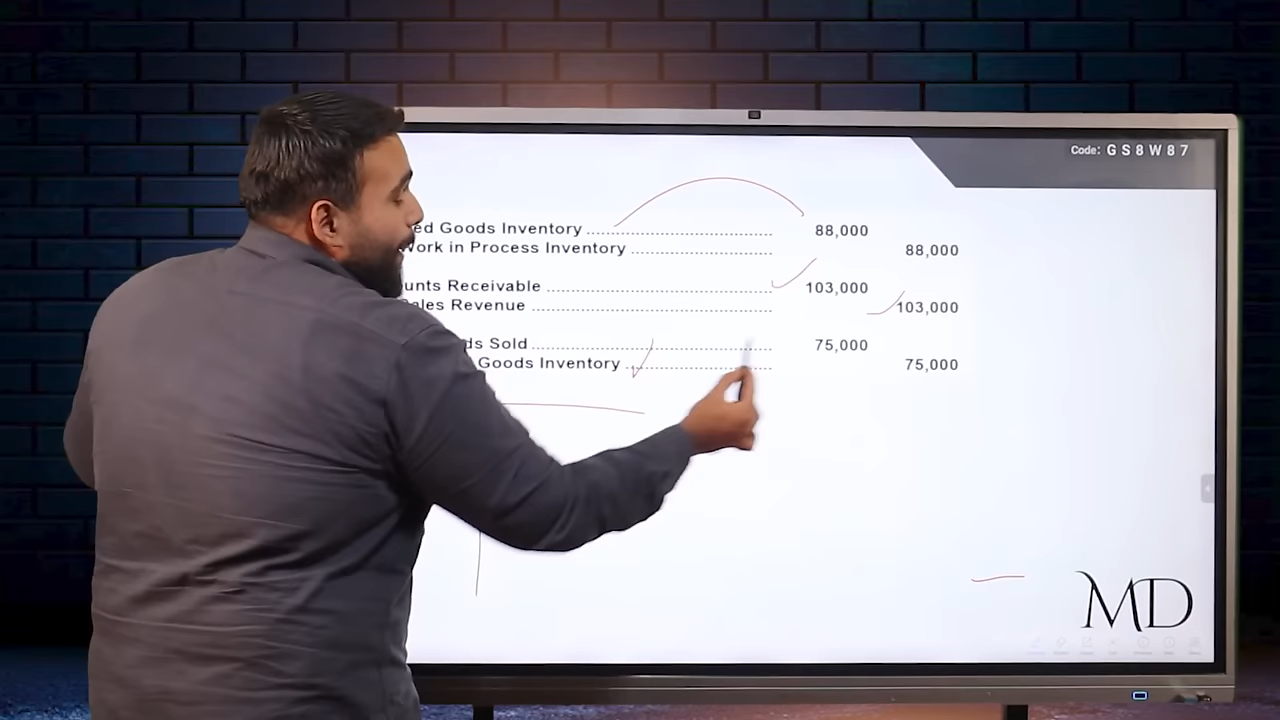 Code: G S 8 W 8 7
ed Goods Inventory ........................................ 88,000
Work in Process Inventory .............................. 88,000
unts Receivable ................................................ 103,000
ales Revenue ................................................... 103,000
ds Sold .................................................... 75,000
Goods Inventory ............................... 75,000
MD